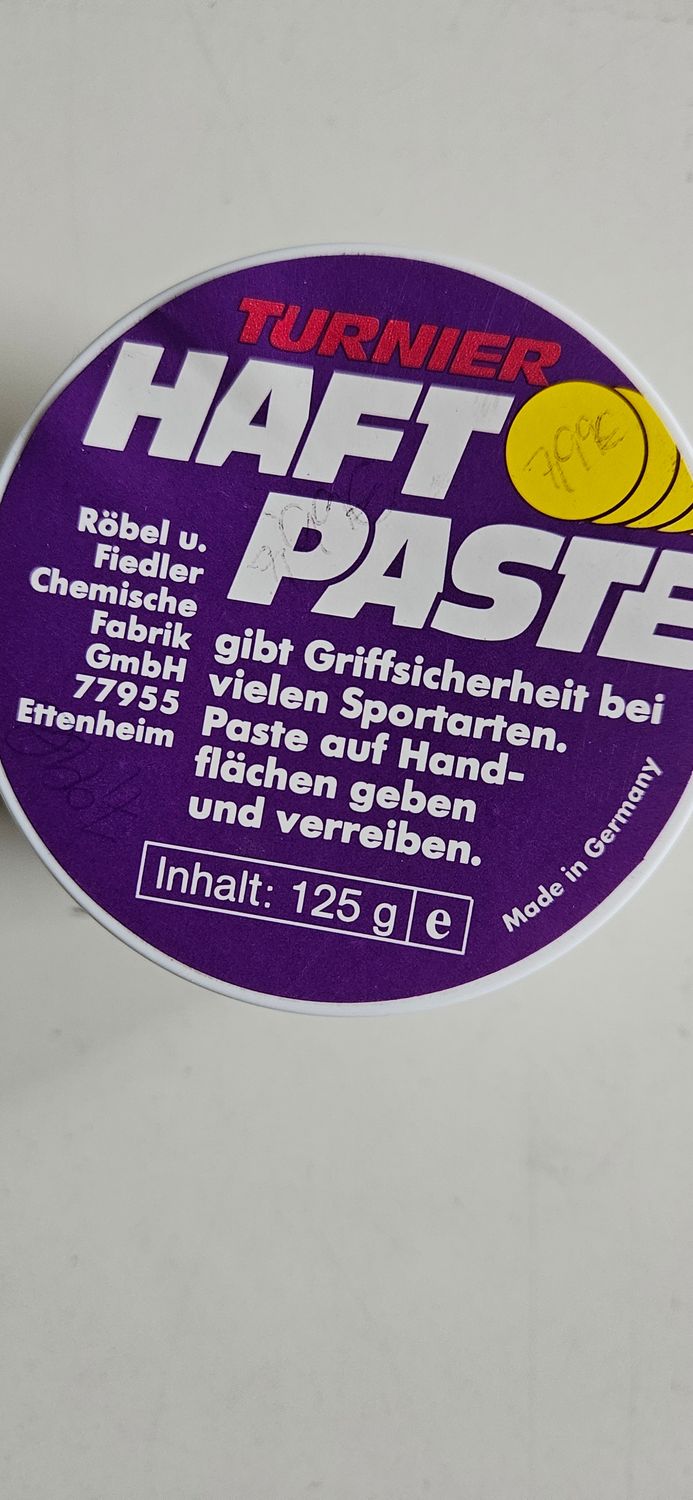 TURNIER
HAFT
799€
PASTE
Röbel u.
Fiedler
Chemische
Fabrik
GmbH
77955
Ettenheim
gibt Griffsicherheit bei
vielen Sportarten.
Paste auf Hand-
flächen geben
und verreiben.
Made in Germany
Inhalt: 125 g e